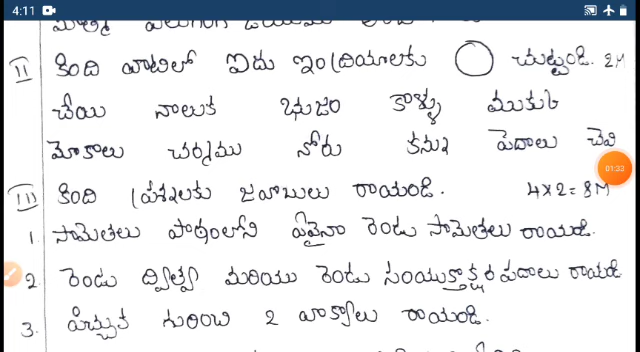 4:11
II కింది వాటిలో ఐదు ఇంద్రియాలకు చుట్టండి. 2M
చేయి నాలుక భుజం కాళ్ళు ముక్కు
మోకాలు చర్మము నోరు కన్ను పెదాలు చెవి
01:33
III కింది ప్రశ్నలకు జవాబులు రాయండి. 4×2=8M
1. సామెతలు పాఠంలోని ఏవైనా రెండు సామెతలు రాయండి.
2. రెండు ద్విత్వ మరియు రెండు సంయుక్తాక్షర పదాలు రాయండి
3. పిచ్చుక గురించి 2 వాక్యాలు రాయండి.